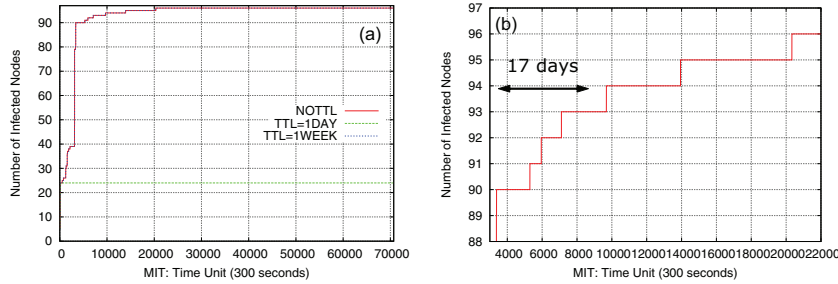 (a)
Number of Infected Nodes
90
80
70
60
50
40
30
20
10
0
NOTTL
TTL=1DAY
TTL=1WEEK
0 10000 20000 30000 40000 50000 60000 70000
MIT: Time Unit (300 seconds)
(b)
Number of Infected Nodes
97
96
95
94
93
92
91
90
89
88
17 days
4000 6000 8000 10000 12000 14000 16000 18000 20000 22000
MIT: Time Unit (300 seconds)